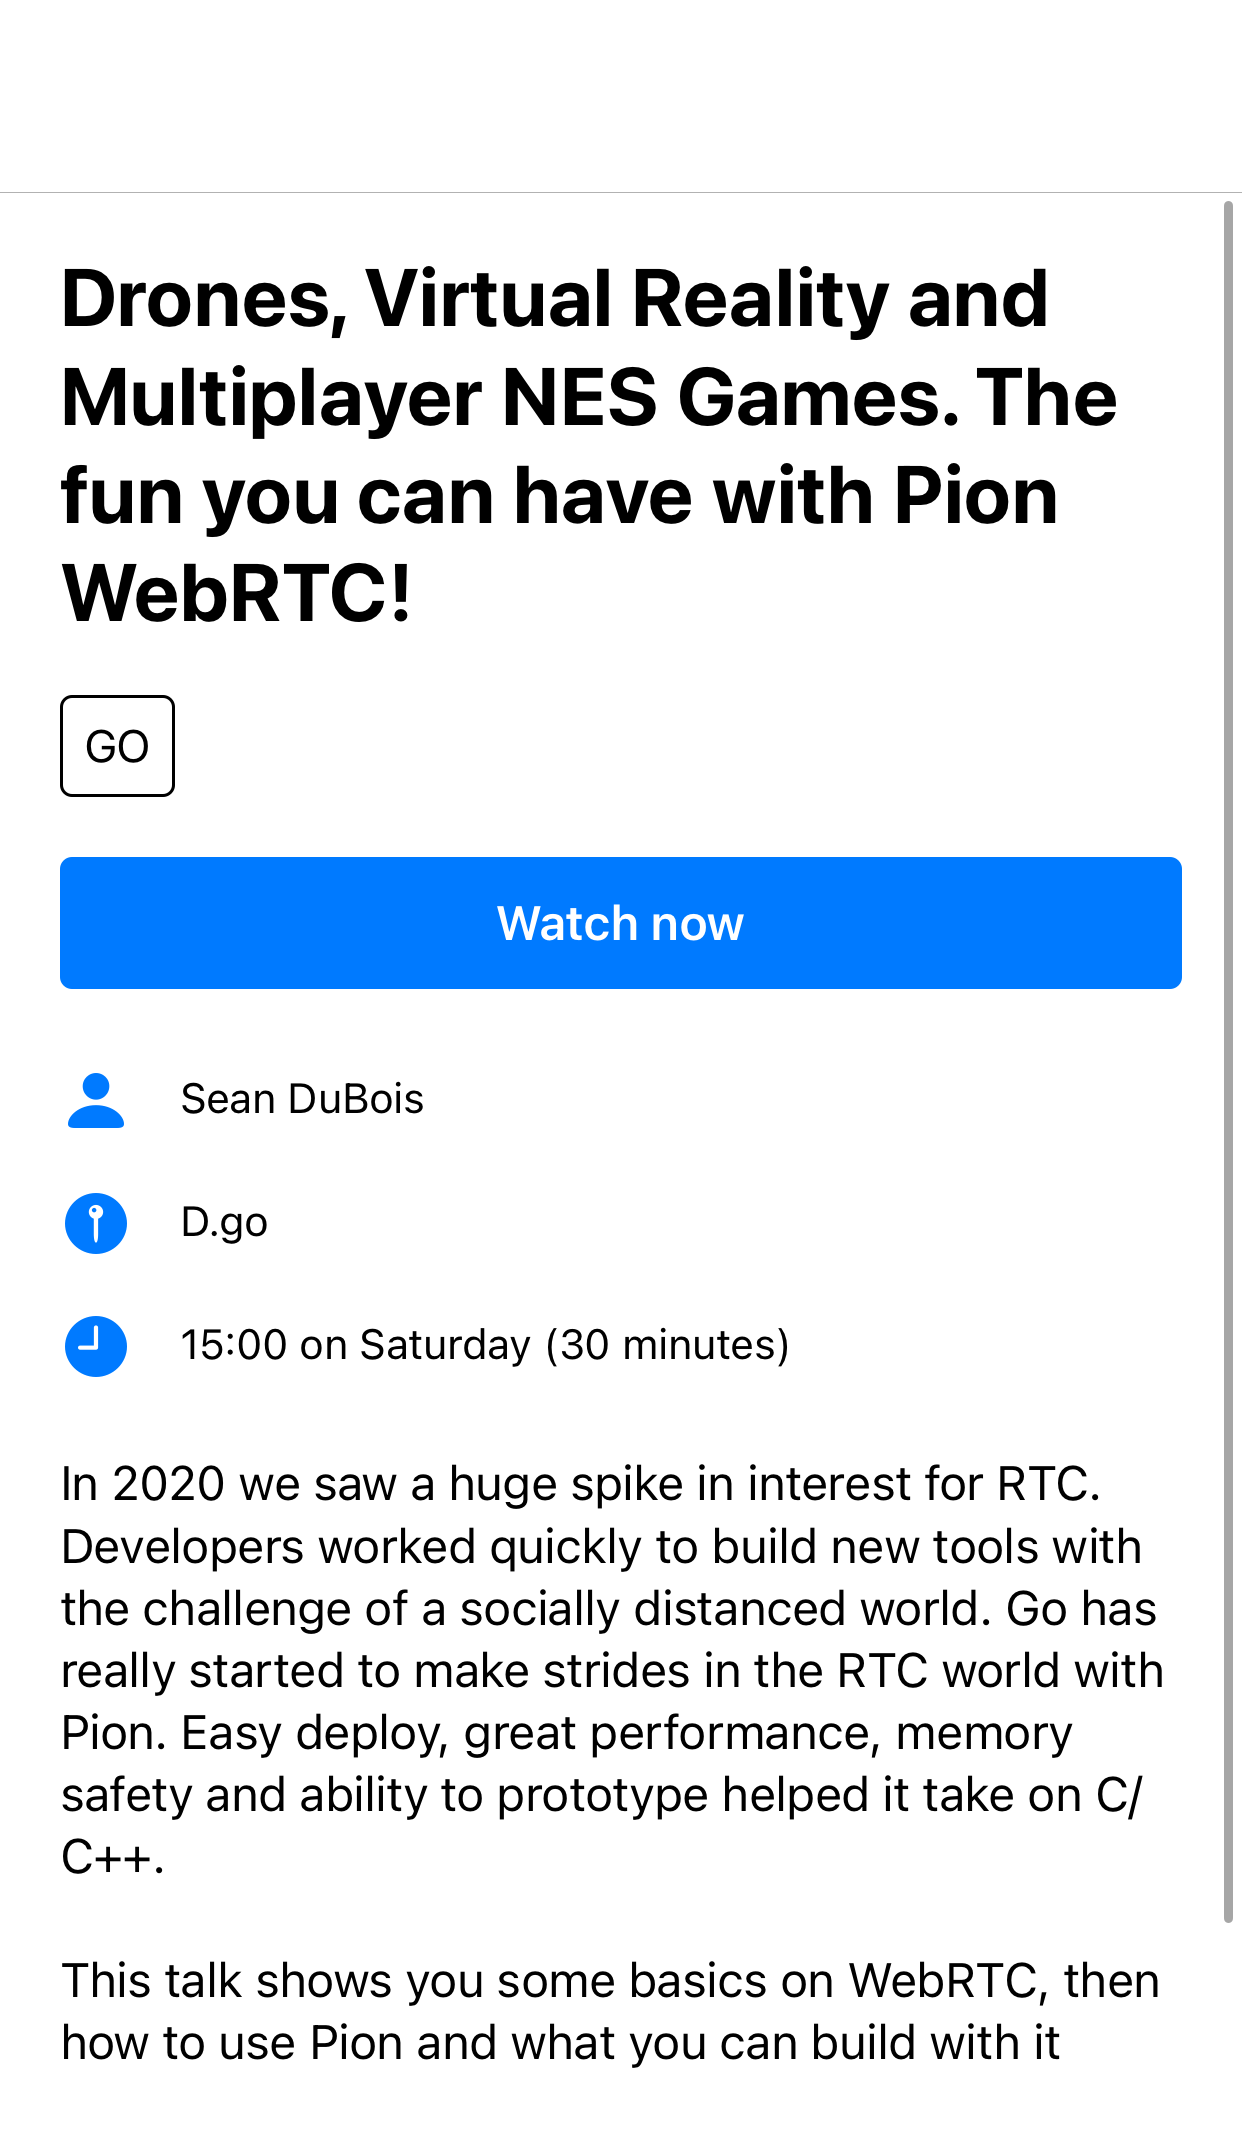 Drones, Virtual Reality and
Multiplayer NES Games. The
fun you can have with Pion
WebRTC!
GO
Watch now
Sean DuBois
D.go
15:00 on Saturday (30 minutes)
In 2020 we saw a huge spike in interest for RTC.
Developers worked quickly to build new tools with
the challenge of a socially distanced world. Go has
really started to make strides in the RTC world with
Pion. Easy deploy, great performance, memory
safety and ability to prototype helped it take on C/
C++.
This talk shows you some basics on WebRTC, then
how to use Pion and what you can build with it